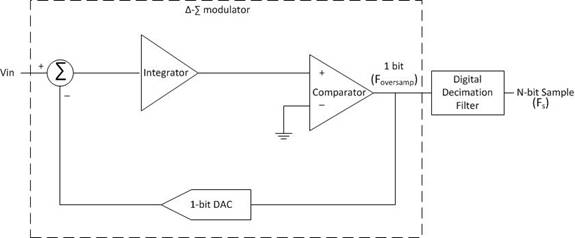 Δ-Σ modulator
Vin
+
Σ
−
Integrator
+
−
Comparator
1 bit
(Foversamp)
Digital
Decimation
Filter
N-bit Sample
(Fs)
1-bit DAC